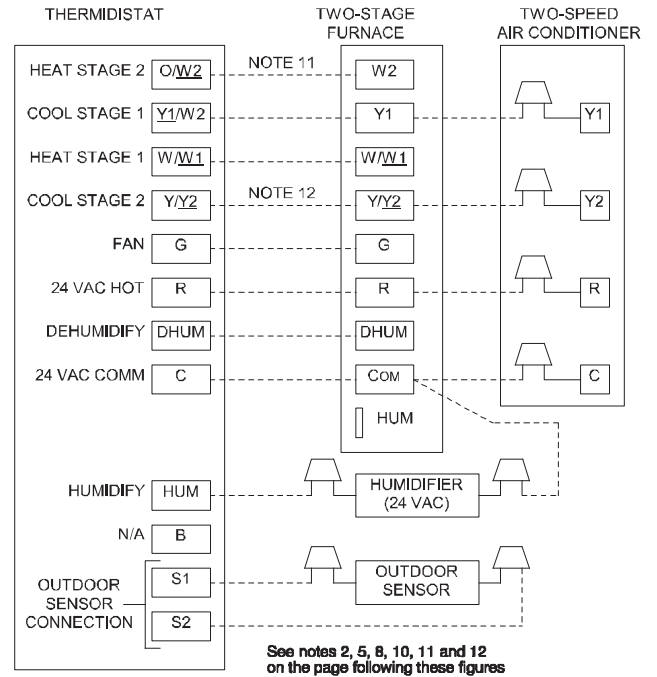 THERMIDISTAT
TWO-STAGE
FURNACE
TWO-SPEED
AIR CONDITIONER
HEAT STAGE 2 O/W2 NOTE 11 W2
COOL STAGE 1 Y1/W2 Y1 Y1
HEAT STAGE 1 W/W1 W/W1
COOL STAGE 2 Y/Y2 NOTE 12 Y/Y2 Y2
FAN G G
24 VAC HOT R R R
DEHUMIDIFY DHUM DHUM
24 VAC COMM C COM C
HUM
HUMIDIFY HUM HUMIDIFIER
(24 VAC)
N/A B
OUTDOOR
SENSOR
CONNECTION
S1
S2
OUTDOOR
SENSOR
See notes 2, 5, 8, 10, 11 and 12
on the page following these figures